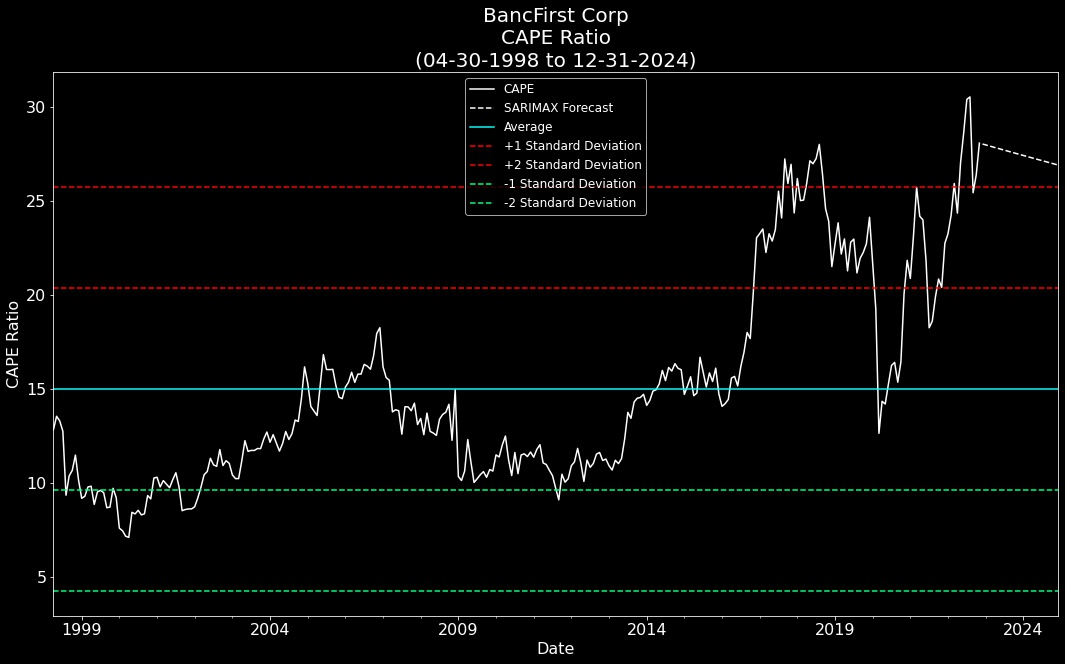 BancFirst Corp
CAPE Ratio
(04-30-1998 to 12-31-2024)
CAPE
SARIMAX Forecast
Average
+1 Standard Deviation
+2 Standard Deviation
-1 Standard Deviation
-2 Standard Deviation
CAPE Ratio
30
25
20
15
10
5
1999 2004 2009 2014 2019 2024
Date